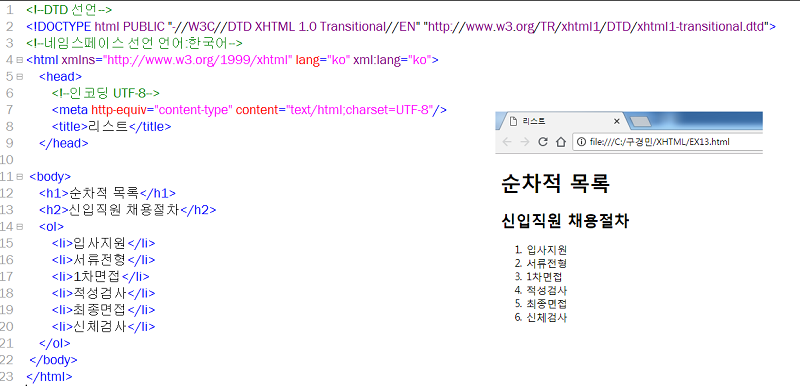 1 <!--DTD 선언-->
2 <!DOCTYPE html PUBLIC "-//W3C//DTD XHTML 1.0 Transitional//EN" "http://www.w3.org/TR/xhtml1/DTD/xhtml1-transitional.dtd">
3 <!--네임스페이스 선언 언어:한국어-->
4 <html xmlns="http://www.w3.org/1999/xhtml" lang="ko" xml:lang="ko">
5 <head>
6 <!--인코딩 UTF-8-->
7 <meta http-equiv="content-type" content="text/html;charset=UTF-8"/>
8 <title>리스트</title>
9 </head>
10
11 <body>
12 <h1>순차적 목록</h1>
13 <h2>신입직원 채용절차</h2>
14 <ol>
15 <li>입사지원</li>
16 <li>서류전형</li>
17 <li>1차면접</li>
18 <li>적성검사</li>
19 <li>최종면접</li>
20 <li>신체검사</li>
21 </ol>
22 </body>
23 </html>
리스트
file:///C:/구경민/XHTML/EX13.html
순차적 목록
신입직원 채용절차
1. 입사지원
2. 서류전형
3. 1차면접
4. 적성검사
5. 최종면접
6. 신체검사